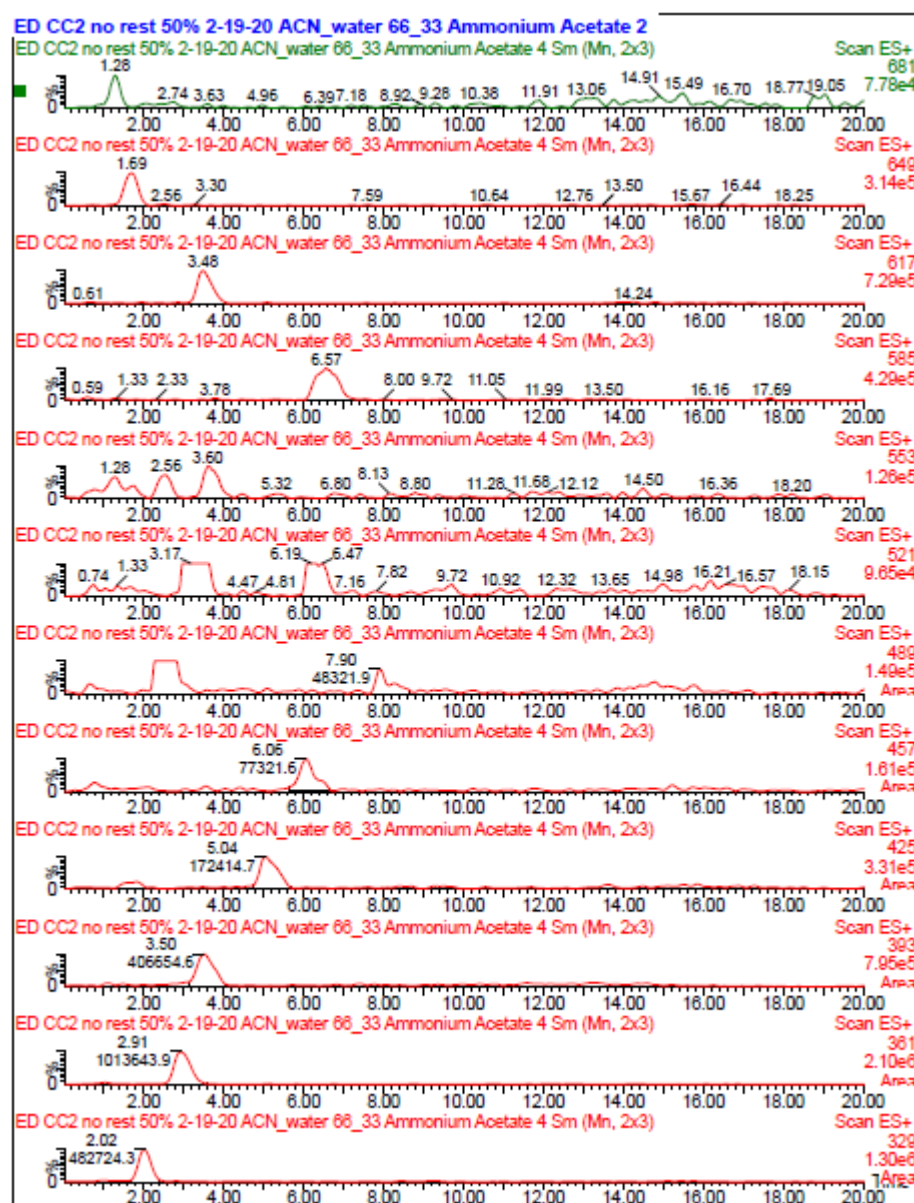 ED CC2 no rest 50% 2-19-20 ACN_water 66_33 Ammonium Acetate 2
ED CC2 no rest 50% 2-19-20 ACN_water 66_33 Ammonium Acetate 4 Sm (Mn, 2x3) Scan ES+
1.28 681
2.74 3.63 4.96 6.39 7.18 8.92 9.28 10.38 11.91 13.06 14.91 15.49 16.70 18.77 19.05 7.78e4
%
0
2.00 4.00 6.00 8.00 10.00 12.00 14.00 16.00 18.00 20.00
ED CC2 no rest 50% 2-19-20 ACN_water 66_33 Ammonium Acetate 4 Sm (Mn, 2x3) Scan ES+
1.69 649
2.56 3.30 7.59 10.64 12.76 13.50 15.67 16.44 18.25 3.14e5
%
0
2.00 4.00 6.00 8.00 10.00 12.00 14.00 16.00 18.00 20.00
ED CC2 no rest 50% 2-19-20 ACN_water 66_33 Ammonium Acetate 4 Sm (Mn, 2x3) Scan ES+
3.48 617
0.61 14.24 7.29e5
%
0
2.00 4.00 6.00 8.00 10.00 12.00 14.00 16.00 18.00 20.00
ED CC2 no rest 50% 2-19-20 ACN_water 66_33 Ammonium Acetate 4 Sm (Mn, 2x3) Scan ES+
6.57 585
0.59 1.33 2.33 3.78 8.00 9.72 11.05 11.99 13.50 16.16 17.69 4.29e5
%
0
2.00 4.00 6.00 8.00 10.00 12.00 14.00 16.00 18.00 20.00
ED CC2 no rest 50% 2-19-20 ACN_water 66_33 Ammonium Acetate 4 Sm (Mn, 2x3) Scan ES+
1.28 2.56 3.60 553
5.32 6.80 8.13 8.80 11.28 11.68 12.12 14.50 16.36 18.20 1.26e5
%
0
2.00 4.00 6.00 8.00 10.00 12.00 14.00 16.00 18.00 20.00
ED CC2 no rest 50% 2-19-20 ACN_water 66_33 Ammonium Acetate 4 Sm (Mn, 2x3) Scan ES+
3.17 6.19 6.47 521
0.74 1.33 4.47 4.81 7.16 7.82 9.72 10.92 12.32 13.65 14.98 16.21 16.57 18.15 9.65e4
%
0
2.00 4.00 6.00 8.00 10.00 12.00 14.00 16.00 18.00 20.00
ED CC2 no rest 50% 2-19-20 ACN_water 66_33 Ammonium Acetate 4 Sm (Mn, 2x3) Scan ES+
7.90 489
48321.9 1.49e5
% Area
0
2.00 4.00 6.00 8.00 10.00 12.00 14.00 16.00 18.00 20.00
ED CC2 no rest 50% 2-19-20 ACN_water 66_33 Ammonium Acetate 4 Sm (Mn, 2x3) Scan ES+
6.06 457
77321.6 1.61e5
% Area
0
2.00 4.00 6.00 8.00 10.00 12.00 14.00 16.00 18.00 20.00
ED CC2 no rest 50% 2-19-20 ACN_water 66_33 Ammonium Acetate 4 Sm (Mn, 2x3) Scan ES+
5.04 425
172414.7 3.31e5
% Area
0
2.00 4.00 6.00 8.00 10.00 12.00 14.00 16.00 18.00 20.00
ED CC2 no rest 50% 2-19-20 ACN_water 66_33 Ammonium Acetate 4 Sm (Mn, 2x3) Scan ES+
3.50 393
406654.6 7.95e5
% Area
0
2.00 4.00 6.00 8.00 10.00 12.00 14.00 16.00 18.00 20.00
ED CC2 no rest 50% 2-19-20 ACN_water 66_33 Ammonium Acetate 4 Sm (Mn, 2x3) Scan ES+
2.91 361
1013643.9 2.10e6
% Area
0
2.00 4.00 6.00 8.00 10.00 12.00 14.00 16.00 18.00 20.00
ED CC2 no rest 50% 2-19-20 ACN_water 66_33 Ammonium Acetate 4 Sm (Mn, 2x3) Scan ES+
2.02 329
482724.3 1.30e6
% Area
0
2.00 4.00 6.00 8.00 10.00 12.00 14.00 16.00 18.00 20.00